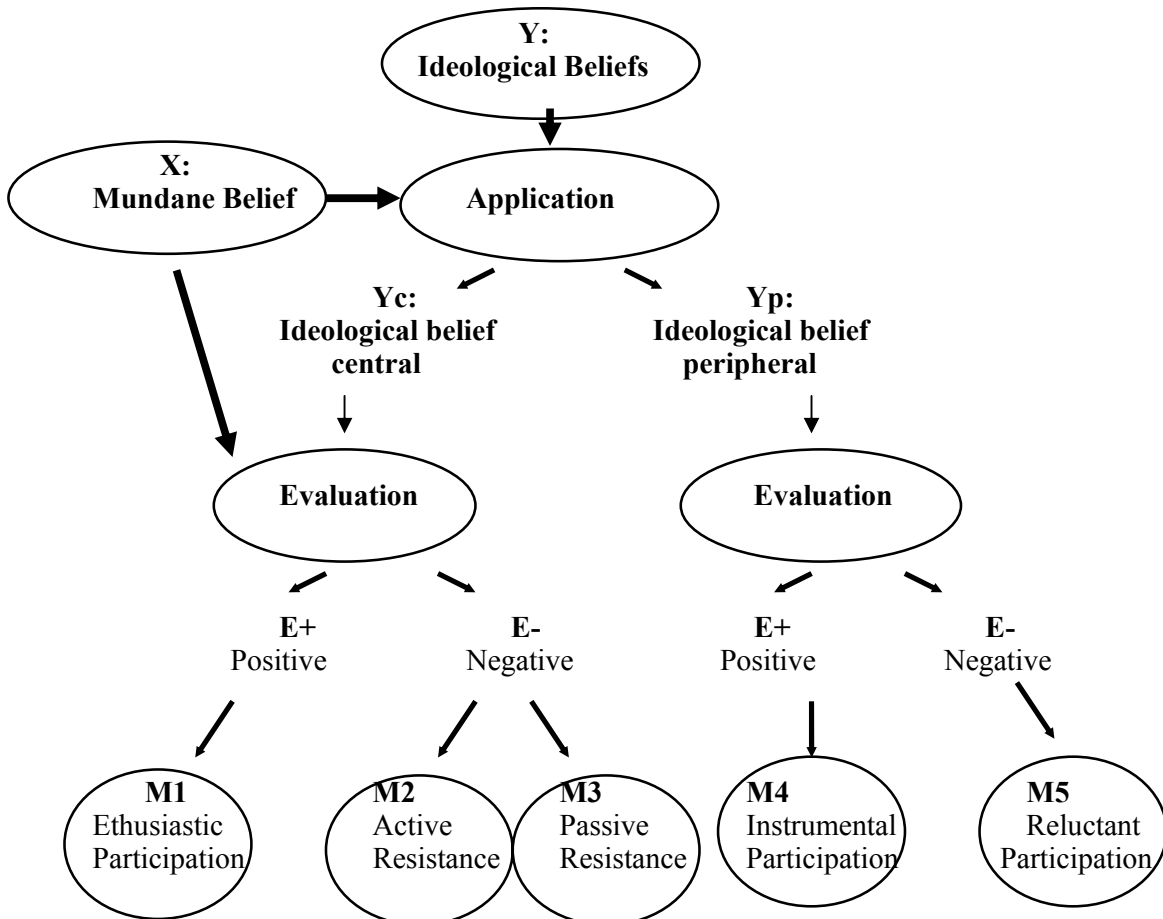 Y:
Ideological Beliefs
X:
Mundane Belief
Application
Yc:
Ideological belief
central
Yp:
Ideological belief
peripheral
Evaluation
Evaluation
E+
Positive
E-
Negative
E+
Positive
E-
Negative
M1
Ethusiastic
Participation
M2
Active
Resistance
M3
Passive
Resistance
M4
Instrumental
Participation
M5
Reluctant
Participation